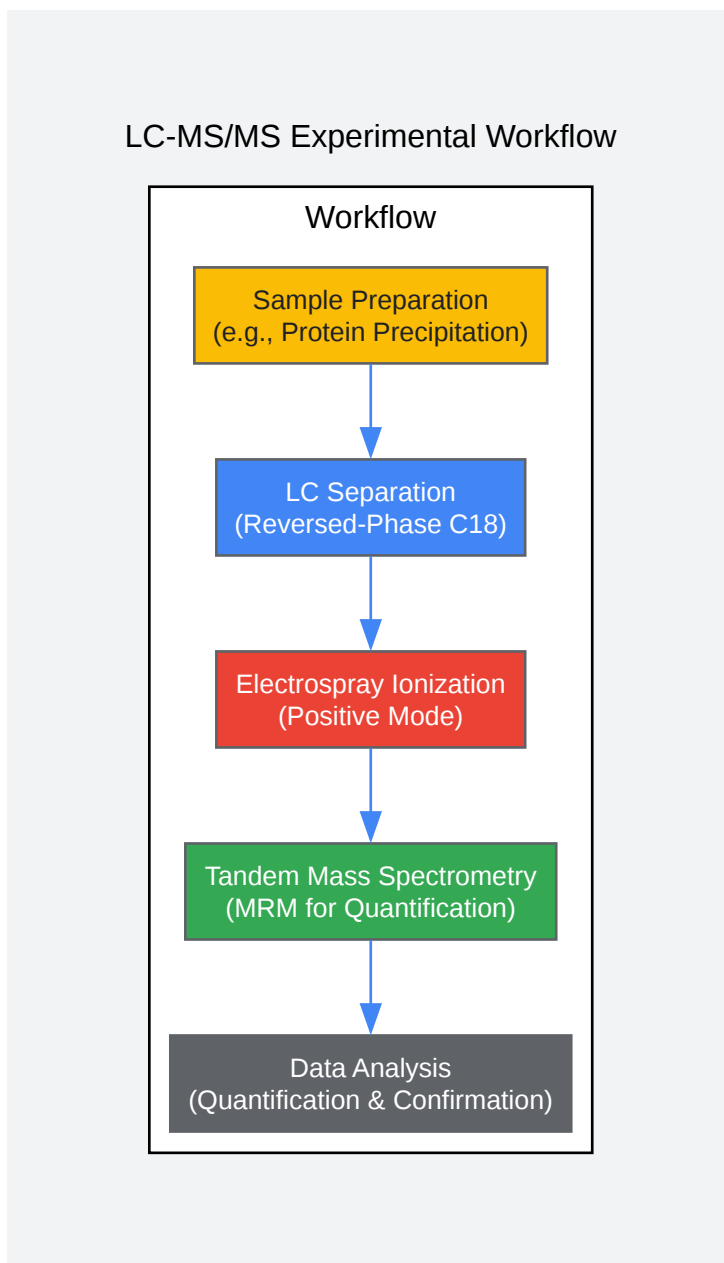 LC-MS/MS Experimental Workflow
Workflow
Sample Preparation
(e.g., Protein Precipitation)
LC Separation
(Reversed-Phase C18)
Electrospray Ionization
(Positive Mode)
Tandem Mass Spectrometry
(MRM for Quantification)
Data Analysis
(Quantification & Confirmation)